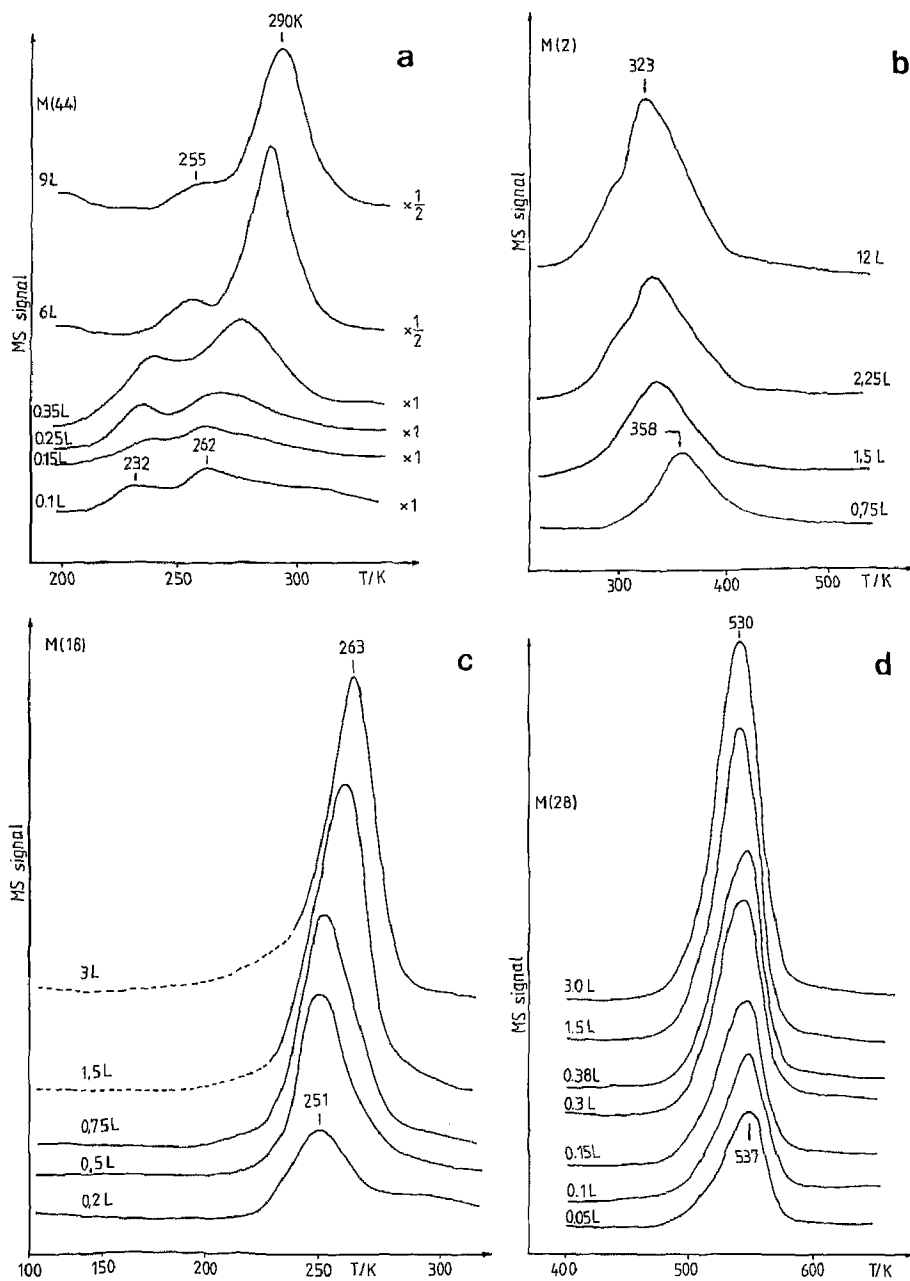 290K
a
M(44)
255
9L
×1/2
6L
×1/2
0.35L
×1
0.25L
×1
0.15L
×1
232
262
0.1L
×1
MS signal
200
250
300
T/K
M(2)
b
323
12 L
2,25L
1,5 L
358
0,75L
MS signal
300
400
500
T/K
M(18)
263
c
3L
1,5L
0,75L
251
0,5L
0,2L
MS signal
100
150
200
250
300
T/K
530
d
M(28)
3.0 L
1.5 L
0.38L
0.3 L
0.15L
0.1L
537
0.05L
MS signal
400
500
600
T/K